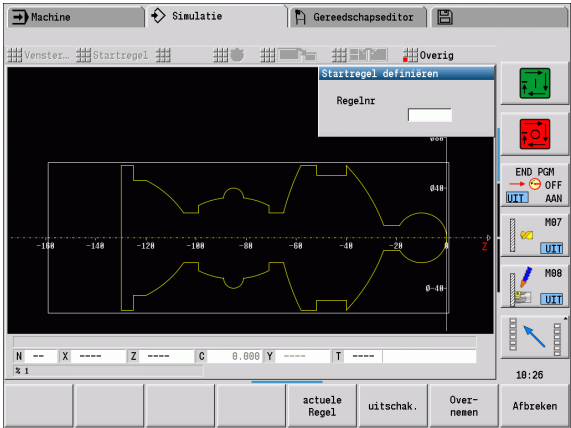 Machine
Simulatie
Gereedschapseditor
Venster...
Startregel
Overig
Startregel definiëren
Regelnr
Ø80
Ø40
-160 -140 -120 -100 -80 -60 -40 -20 0 Z
Ø-40
N -- X ---- Z ---- C 0.000 Y ---- T ----
% 1
END PGM
OFF
UIT AAN
M07
UIT
M08
UIT
10:26
actuele
Regel
uitschak.
Over-
nemen
Afbreken